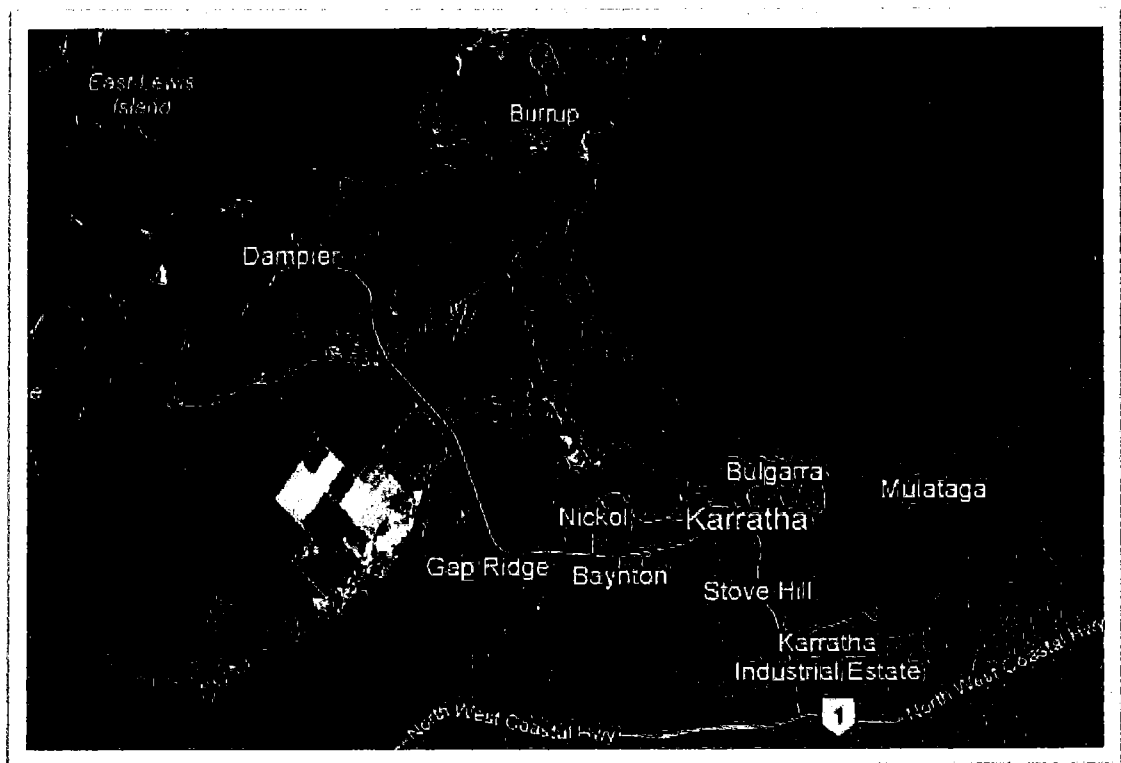 East Lewis
Island
Burrup
Dampier
e
Bulgarra
Mulataga
Nickol
Karratha
Gap Ridge
Baynton
Stove Hill
Karratha
Industrial Estate
North West Coastal Hwy
1
North West Coastal Hwy